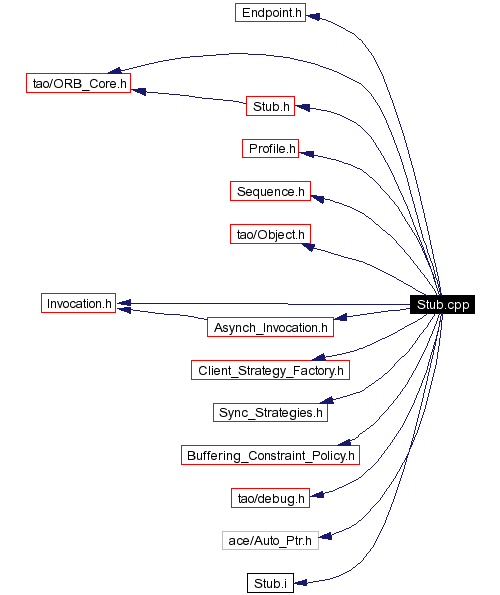 Endpoint.h
tao/ORB_Core.h
Stub.h
Profile.h
Sequence.h
tao/Object.h
Invocation.h
Stub.cpp
Asynch_Invocation.h
Client_Strategy_Factory.h
Sync_Strategies.h
Buffering_Constraint_Policy.h
tao/debug.h
ace/Auto_Ptr.h
Stub.i